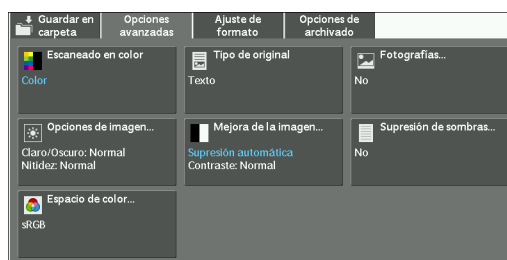 Guardar en carpeta
Opciones avanzadas
Ajuste de formato
Opciones de archivado
Escaneado en color
Color
Tipo de original
Texto
Fotografías...
No
Opciones de imagen...
Claro/Oscuro: Normal
Nitidez: Normal
Mejora de la imagen...
Supresión automática
Contraste: Normal
Supresión de sombras...
No
Espacio de color...
sRGB